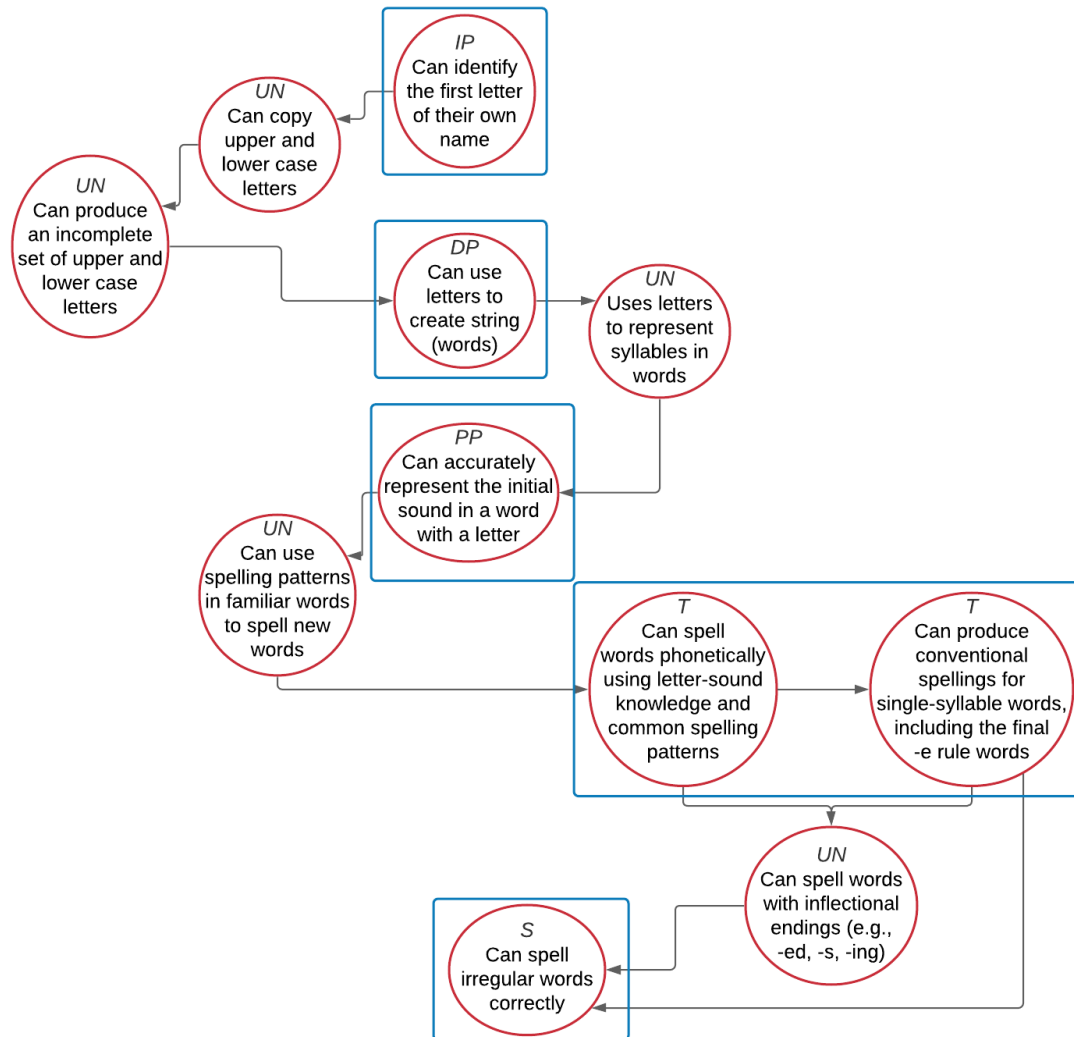 IP
Can identify
the first letter
of their own
name
UN
Can copy
upper and
lower case
letters
UN
Can produce
an incomplete
set of upper and
lower case
letters
DP
Can use
letters to
create string
(words)
UN
Uses letters
to represent
syllables in
words
PP
Can accurately
represent the initial
sound in a word
with a letter
UN
Can use
spelling patterns
in familiar words
to spell new
words
T
Can spell
words phonetically
using letter-sound
knowledge and
common spelling
patterns
T
Can produce
conventional
spellings for
single-syllable words,
including the final
-e rule words
UN
Can spell words
with inflectional
endings (e.g.,
-ed, -s, -ing)
S
Can spell
irregular words
correctly